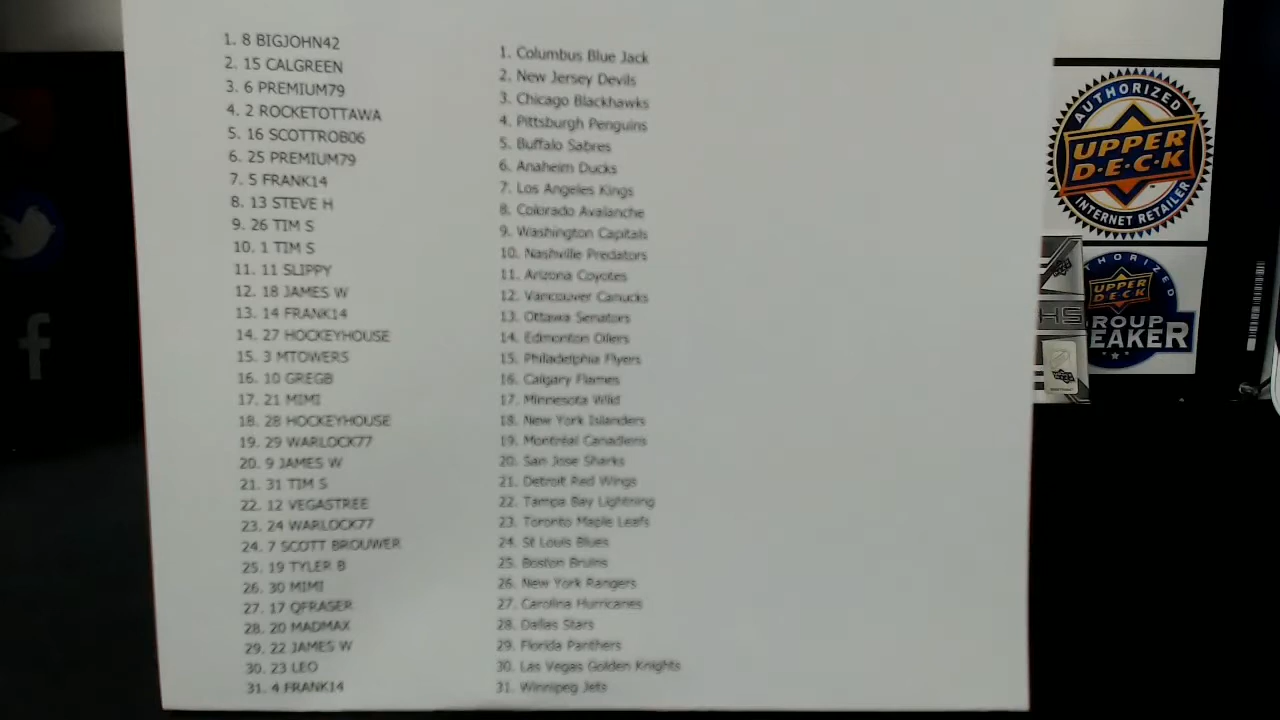 1. 8 BIGJOHN42
2. 15 CALGREEN
3. 6 PREMIUM79
4. 2 ROCKETOTTAWA
5. 16 SCOTTROB06
6. 25 PREMIUM79
7. 5 FRANK14
8. 13 STEVE H
9. 26 TIM S
10. 1 TIM S
11. 11 SLIPPY
12. 18 JAMES W
13. 14 FRANK14
14. 27 HOCKEYHOUSE
15. 3 MTOWERS
16. 10 GREGB
17. 21 MIMI
18. 28 HOCKEYHOUSE
19. 29 WARLOCK77
20. 9 JAMES W
21. 31 TIM S
22. 12 VEGASTREE
23. 24 WARLOCK77
24. 7 SCOTT BROUWER
25. 19 TYLER B
26. 30 MIMI
27. 17 QFRASER
28. 20 MADMAX
29. 22 JAMES W
30. 23 LEO
31. 4 FRANK14
1. Columbus Blue Jack
2. New Jersey Devils
3. Chicago Blackhawks
4. Pittsburgh Penguins
5. Buffalo Sabres
6. Anaheim Ducks
7. Los Angeles Kings
8. Colorado Avalanche
9. Washington Capitals
10. Nashville Predators
11. Arizona Coyotes
12. Vancouver Canucks
13. Ottawa Senators
14. Edmonton Oilers
15. Philadelphia Flyers
16. Calgary Flames
17. Minnesota Wild
18. New York Islanders
19. Montréal Canadiens
20. San Jose Sharks
21. Detroit Red Wings
22. Tampa Bay Lightning
23. Toronto Maple Leafs
24. St Louis Blues
25. Boston Bruins
26. New York Rangers
27. Carolina Hurricanes
28. Dallas Stars
29. Florida Panthers
30. Las Vegas Golden Knights
31. Winnipeg Jets
AUTHORIZED
UPPER
D·E·C·K
INTERNET RETAILER
THORIZED
UPPER
DECK
ROUP
EAKER
HS